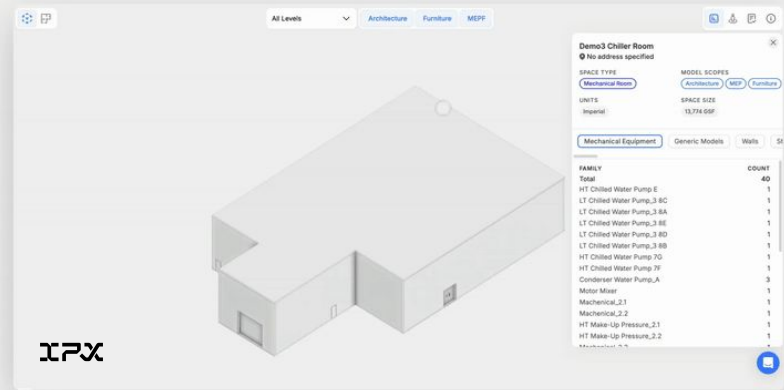 All Levels
Architecture Furniture MEPF
Demo3 Chiller Room
No address specified
SPACE TYPE MODEL SCOPES
Mechanical Room Architecture MEP Furniture
UNITS SPACE SIZE
Imperial 13,774 GSF
Mechanical Equipment Generic Models Walls
FAMILY COUNT
Total 40
HT Chilled Water Pump E 1
LT Chilled Water Pump_3 8C 1
LT Chilled Water Pump_3 8A 1
LT Chilled Water Pump_3 8E 1
LT Chilled Water Pump_3 8D 1
LT Chilled Water Pump_3 8B 1
HT Chilled Water Pump 7G 1
HT Chilled Water Pump 7F 1
Condenser Water Pump_A 3
Motor Mixer 1
Machenical_2.1 1
Machenical_2.2 1
HT Make-Up Pressure_2.1 1
HT Make-Up Pressure_2.2 1
XPX